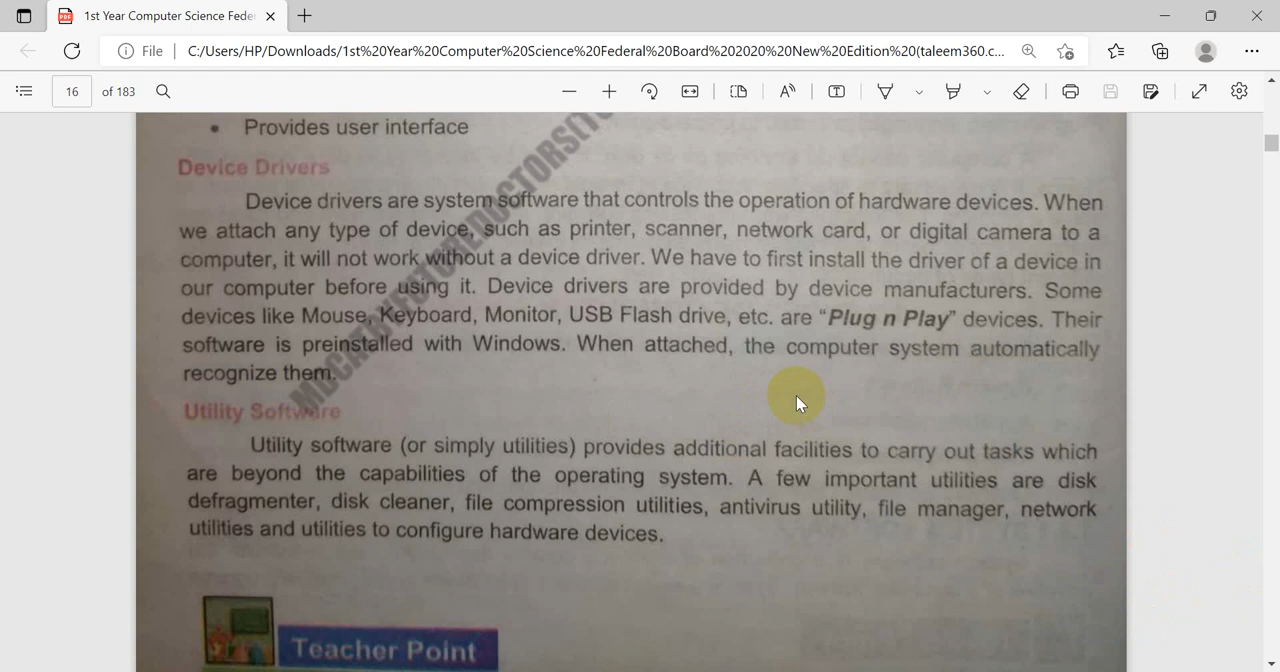 1st Year Computer Science Fede
File
C:/Users/HP/Downloads/1st%20Year%20Computer%20Science%20Federal%20Board%202020%20New%20Edition%20(taleem360.c...
16 of 183
• Provides user interface
Device Drivers
Device drivers are system software that controls the operation of hardware devices. When
we attach any type of device, such as printer, scanner, network card, or digital camera to a
computer, it will not work without a device driver. We have to first install the driver of a device in
our computer before using it. Device drivers are provided by device manufacturers. Some
devices like Mouse, Keyboard, Monitor, USB Flash drive, etc. are “Plug n Play” devices. Their
software is preinstalled with Windows. When attached, the computer system automatically
recognize them.
Utility Software
Utility software (or simply utilities) provides additional facilities to carry out tasks which
are beyond the capabilities of the operating system. A few important utilities are disk
defragmenter, disk cleaner, file compression utilities, antivirus utility, file manager, network
utilities and utilities to configure hardware devices.
Teacher Point